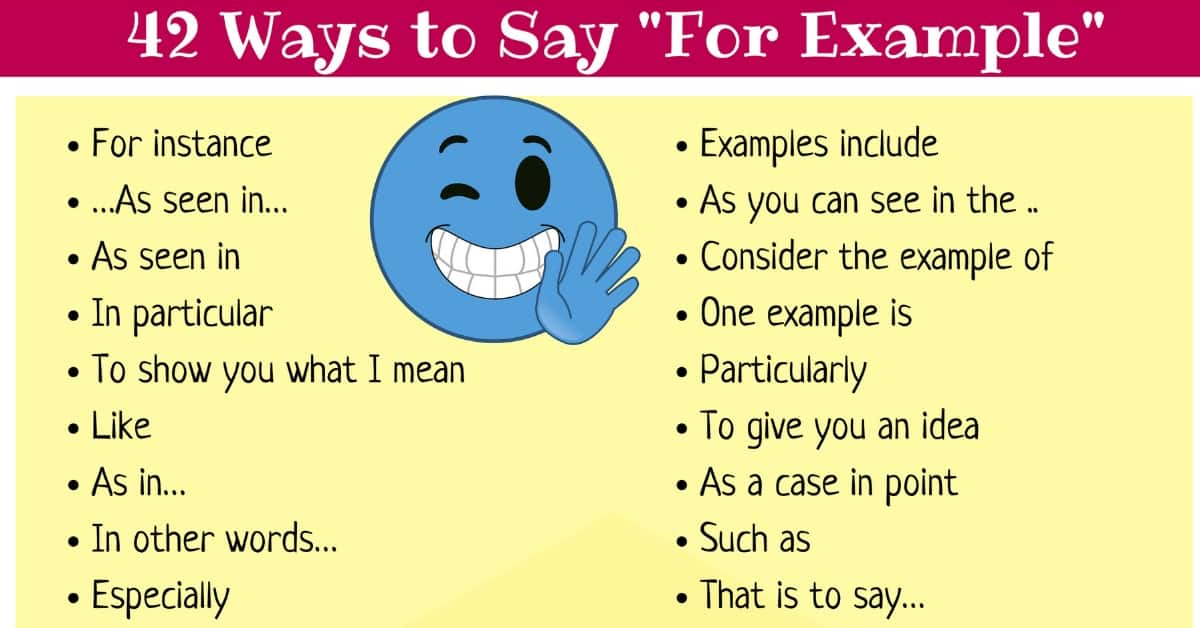 42 Ways to Say "For Example"
• For instance
• ...As seen in...
• As seen in
• In particular
• To show you what I mean
• Like
• As in...
• In other words...
• Especially
• Examples include
• As you can see in the ..
• Consider the example of
• One example is
• Particularly
• To give you an idea
• As a case in point
• Such as
• That is to say...